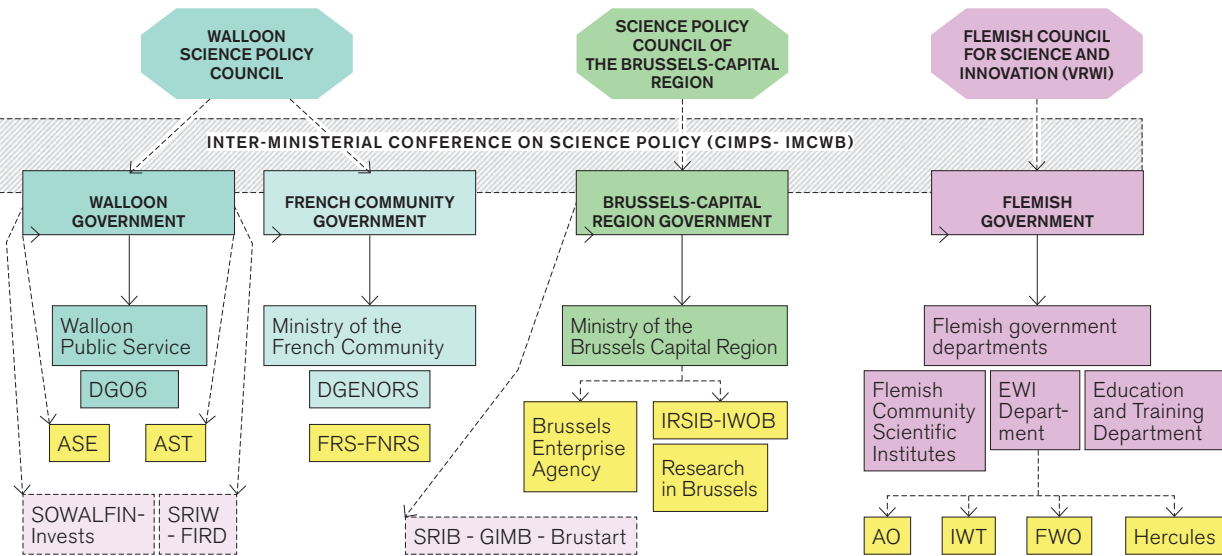 WALLOON
SCIENCE POLICY
COUNCIL
SCIENCE POLICY
COUNCIL OF
THE BRUSSELS-CAPITAL
REGION
FLEMISH COUNCIL
FOR SCIENCE AND
INNOVATION (VRWI)
INTER-MINISTERIAL CONFERENCE ON SCIENCE POLICY (CIMPS- IMCWB)
WALLOON
GOVERNMENT
FRENCH COMMUNITY
GOVERNMENT
BRUSSELS-CAPITAL
REGION GOVERNMENT
FLEMISH
GOVERNMENT
Walloon
Public Service
Ministry of the
French Community
Ministry of the
Brussels Capital Region
Flemish government
departments
DGO6
DGENORS
Flemish
Community
Scientific
Institutes
EWI
Depart-
ment
Education
and Training
Department
ASE
AST
FRS-FNRS
Brussels
Enterprise
Agency
IRSIB-IWOB
Research
in Brussels
SOWALFIN-
Invests
SRIW
- FIRD
SRIB - GIMB - Brustart
AO
IWT
FWO
Hercules